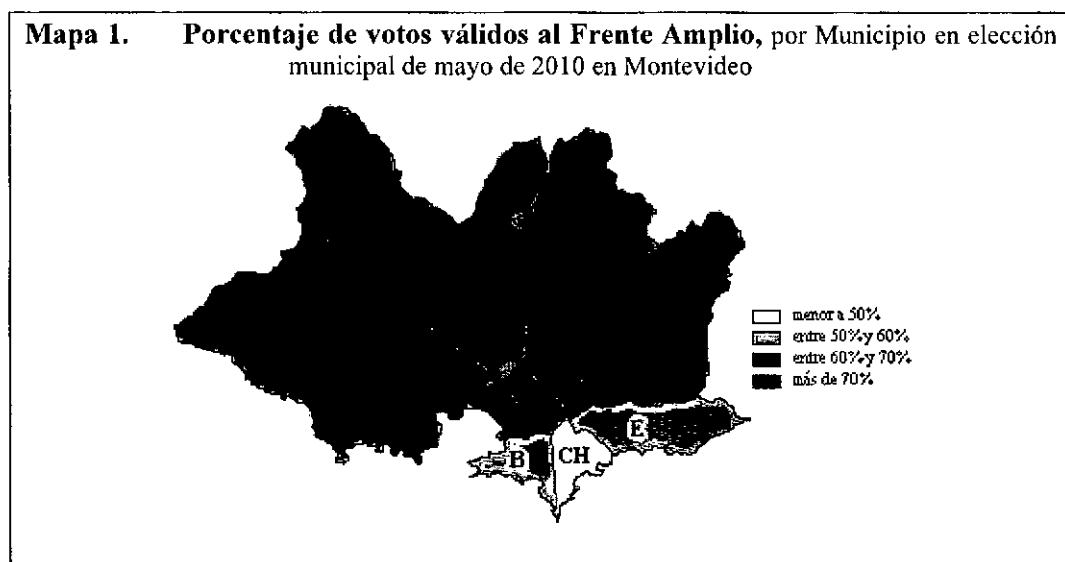 Mapa 1. Porcentaje de votos válidos al Frente Amplio, por Municipio en elección
municipal de mayo de 2010 en Montevideo
menor a 50%
entre 50% y 60%
entre 60% y 70%
más de 70%
E
B
CH